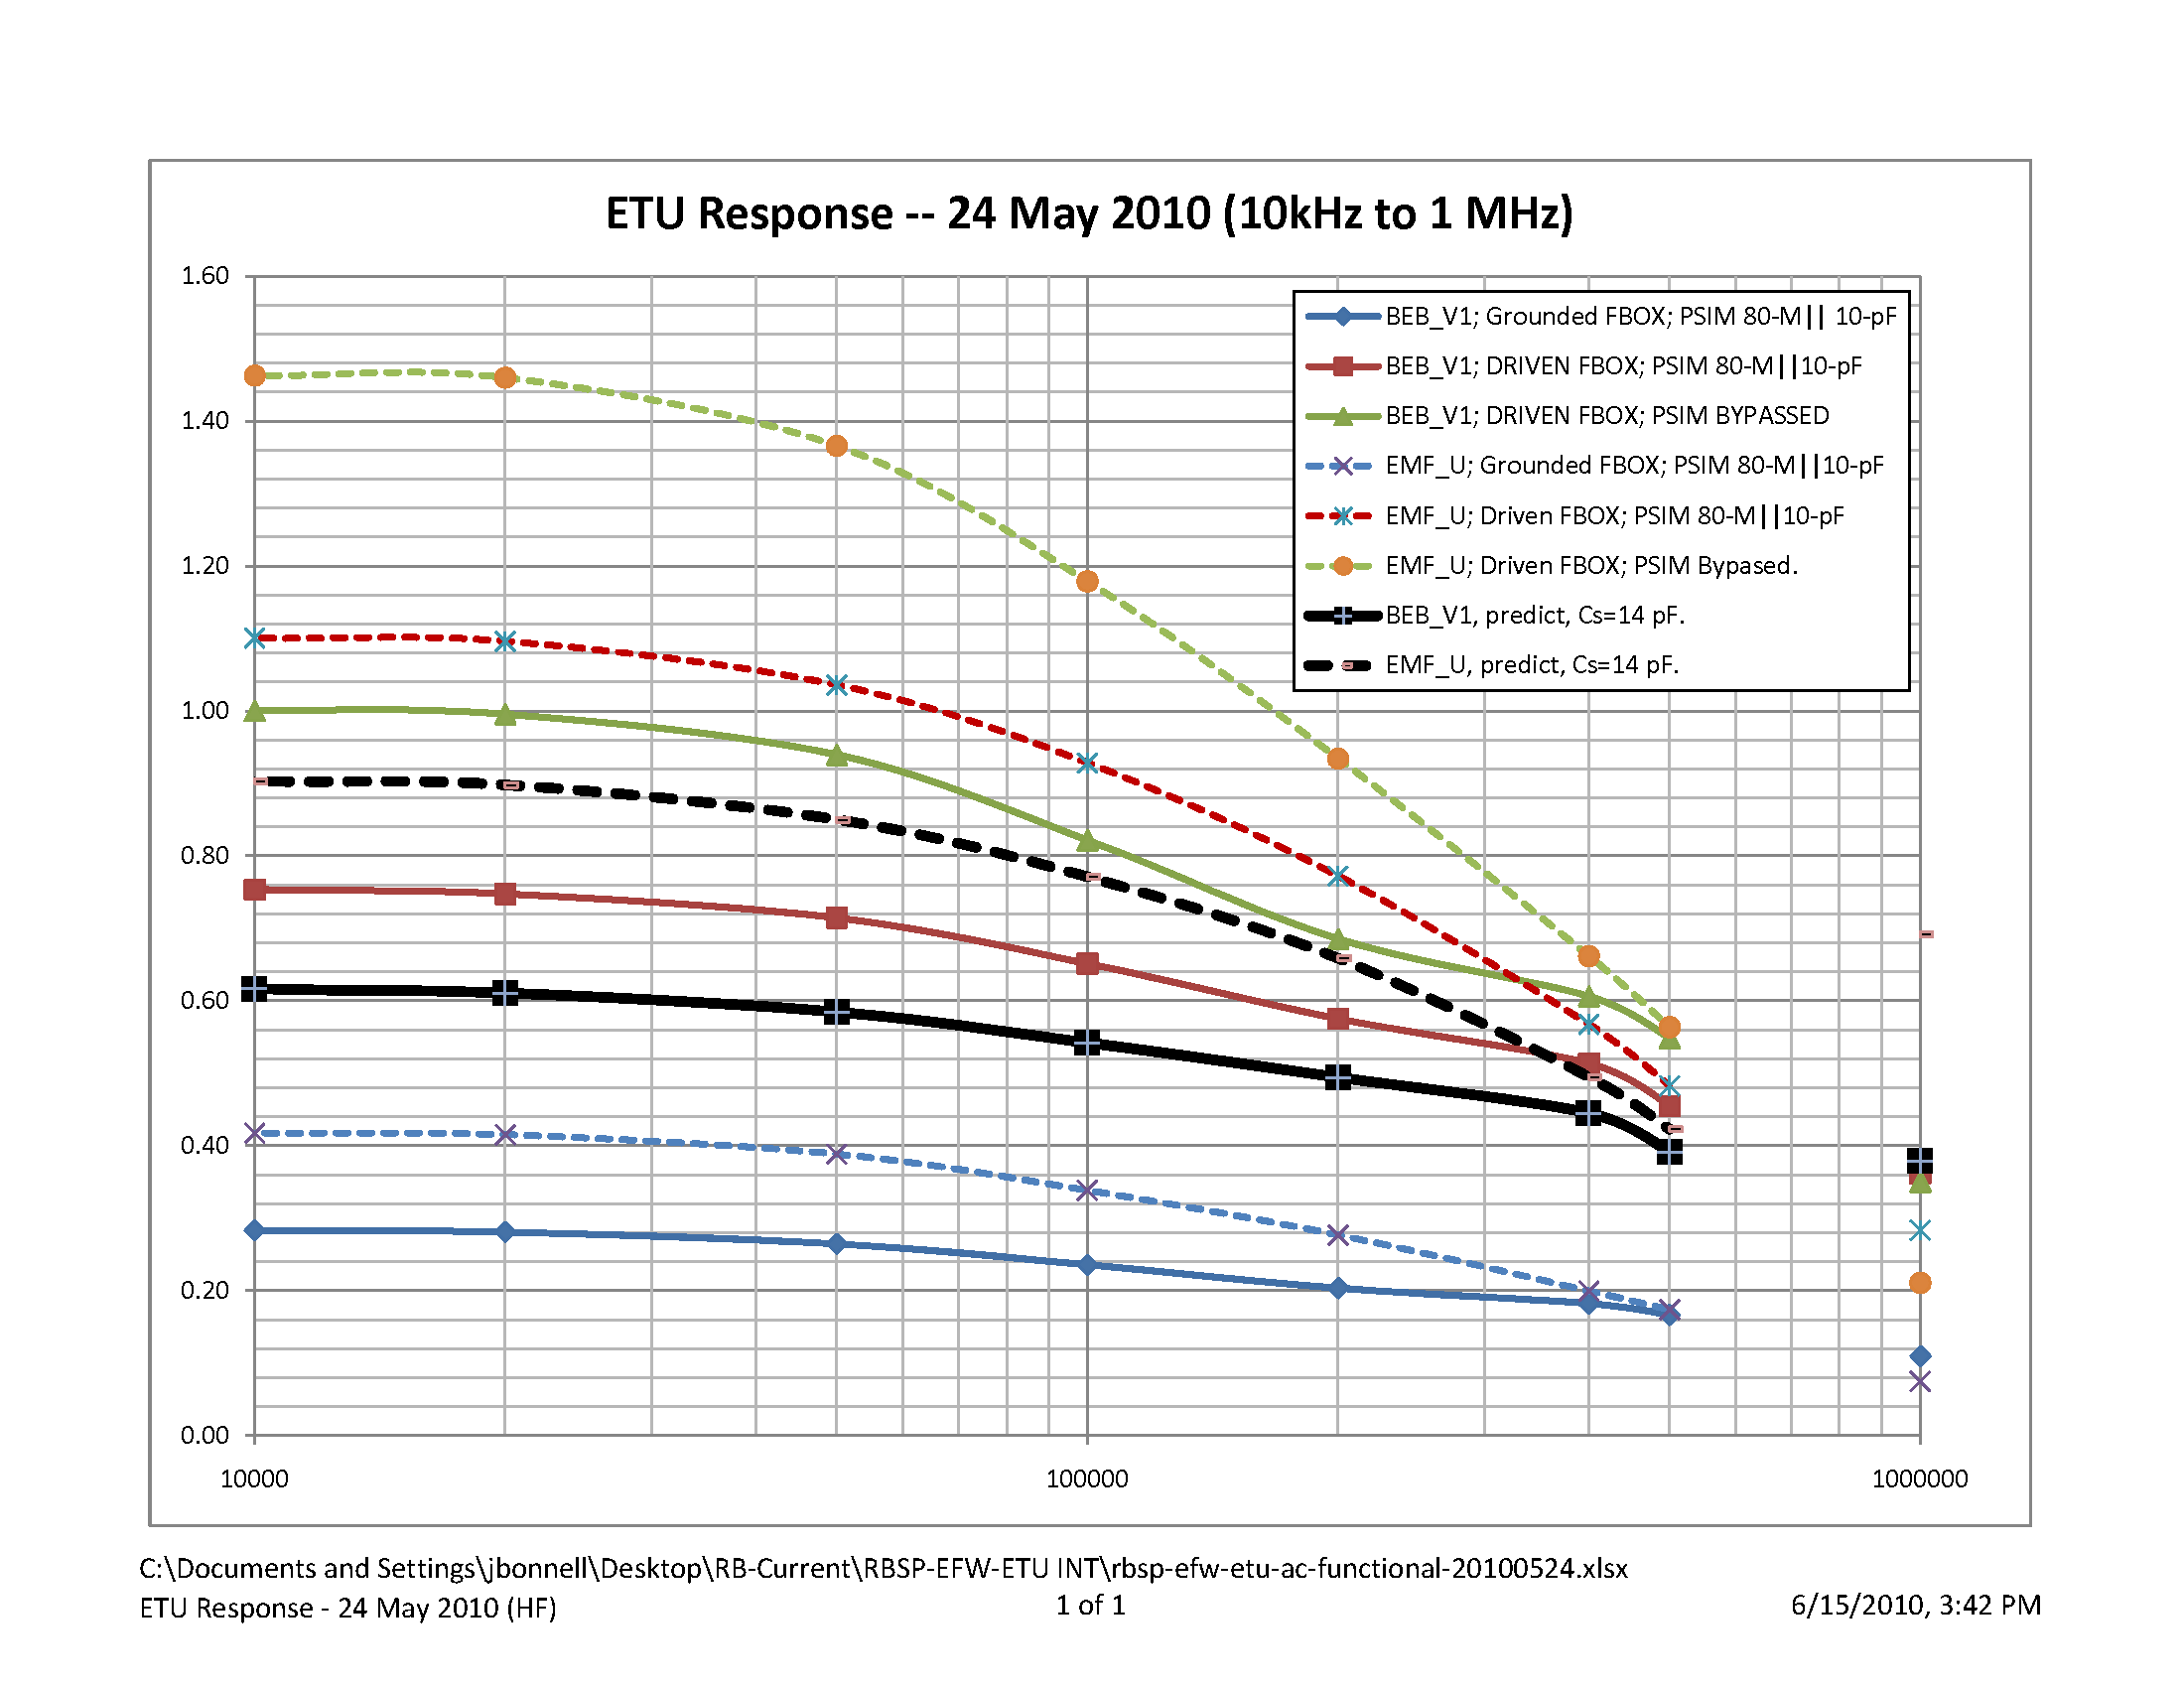 ETU Response -- 24 May 2010 (10kHz to 1 MHz)
1.60
1.40
1.20
1.00
0.80
0.60
0.40
0.20
0.00
10000
100000
1000000
BEB_V1; Grounded FBOX; PSIM 80-M|| 10-pF
BEB_V1; DRIVEN FBOX; PSIM 80-M||10-pF
BEB_V1; DRIVEN FBOX; PSIM BYPASSED
EMF_U; Grounded FBOX; PSIM 80-M||10-pF
EMF_U; Driven FBOX; PSIM 80-M||10-pF
EMF_U; Driven FBOX; PSIM Bypased.
BEB_V1, predict, Cs=14 pF.
EMF_U, predict, Cs=14 pF.
C:\Documents and Settings\jbonnell\Desktop\RB-Current\RBSP-EFW-ETU INT\rbsp-efw-etu-ac-functional-20100524.xlsx
ETU Response - 24 May 2010 (HF)
1 of 1
6/15/2010, 3:42 PM